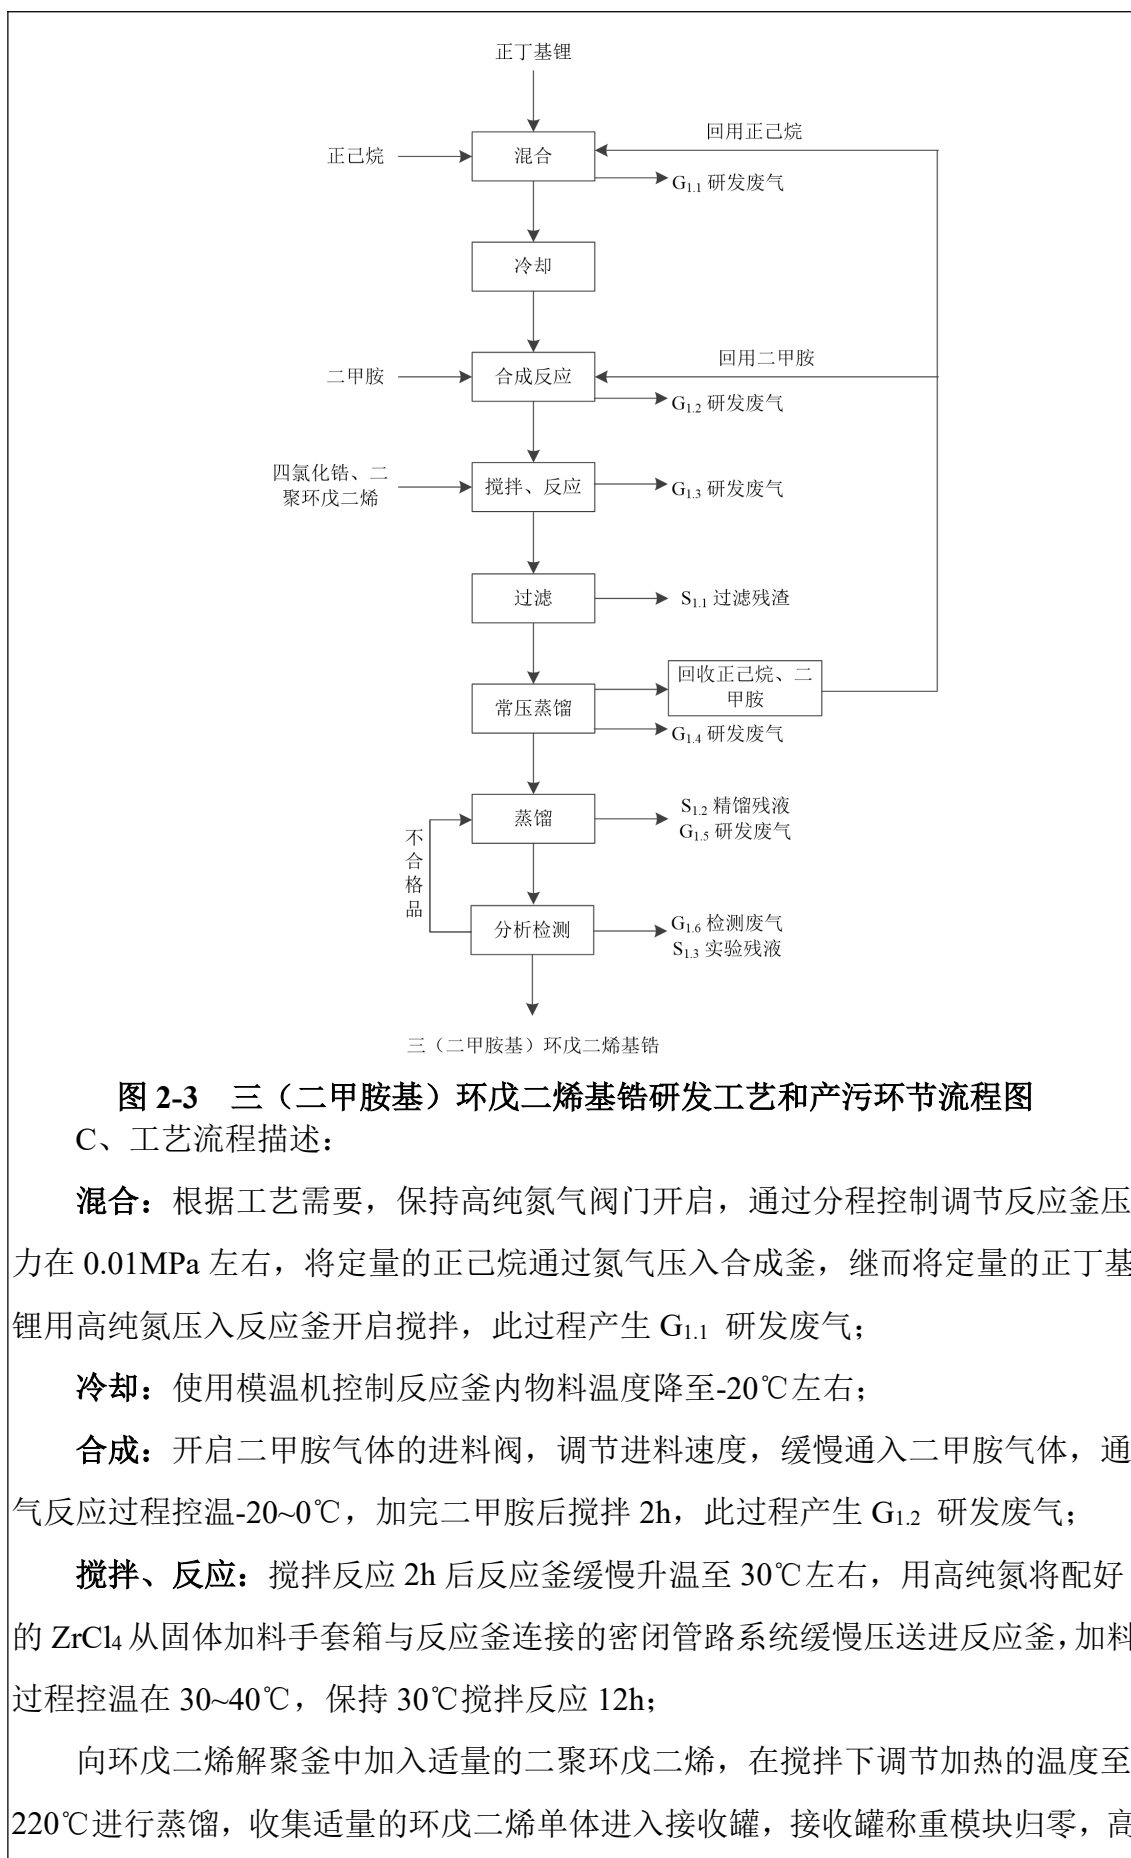 正丁基锂
回用正己烷
正己烷
混合
G1.1 研发废气
冷却
回用二甲胺
二甲胺
合成反应
G1.2 研发废气
四氯化锆、二
聚环戊二烯
搅拌、反应
G1.3 研发废气
过滤
S1.1 过滤残渣
回收正己烷、二
甲胺
常压蒸馏
G1.4 研发废气
S1.2 精馏残液
蒸馏
G1.5 研发废气
不
合
格
品
G1.6 检测废气
分析检测
S1.3 实验残液
三（二甲胺基）环戊二烯基锆
图 2-3 三（二甲胺基）环戊二烯基锆研发工艺和产污环节流程图
C、工艺流程描述：
混合：根据工艺需要，保持高纯氮气阀门开启，通过分程控制调节反应釜压
力在 0.01MPa 左右，将定量的正己烷通过氮气压入合成釜，继而将定量的正丁基
锂用高纯氮压入反应釜开启搅拌，此过程产生 G1.1 研发废气；
冷却：使用模温机控制反应釜内物料温度降至-20℃左右；
合成：开启二甲胺气体的进料阀，调节进料速度，缓慢通入二甲胺气体，通
气反应过程控温-20~0℃，加完二甲胺后搅拌 2h，此过程产生 G1.2 研发废气；
搅拌、反应：搅拌反应 2h 后反应釜缓慢升温至 30℃左右，用高纯氮将配好
的 ZrCl4 从固体加料手套箱与反应釜连接的密闭管路系统缓慢压送进反应釜，加料
过程控温在 30~40℃，保持 30℃搅拌反应 12h；
向环戊二烯解聚釜中加入适量的二聚环戊二烯，在搅拌下调节加热的温度至
220℃进行蒸馏，收集适量的环戊二烯单体进入接收罐，接收罐称重模块归零，高